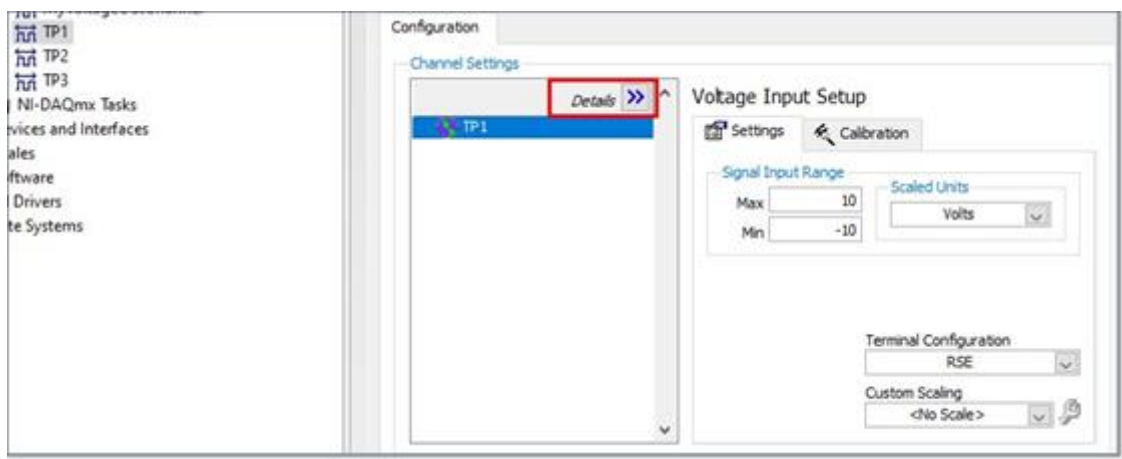 TP1
TP2
TP3
NI-DAQmx Tasks
vices and Interfaces
ales
ftware
Drivers
te Systems
Configuration
Channel Settings
Details
TP1
Voltage Input Setup
Settings
Calibration
Signal Input Range
Max 10
Min -10
Scaled Units
Volts
Terminal Configuration
RSE
Custom Scaling
<No Scale>